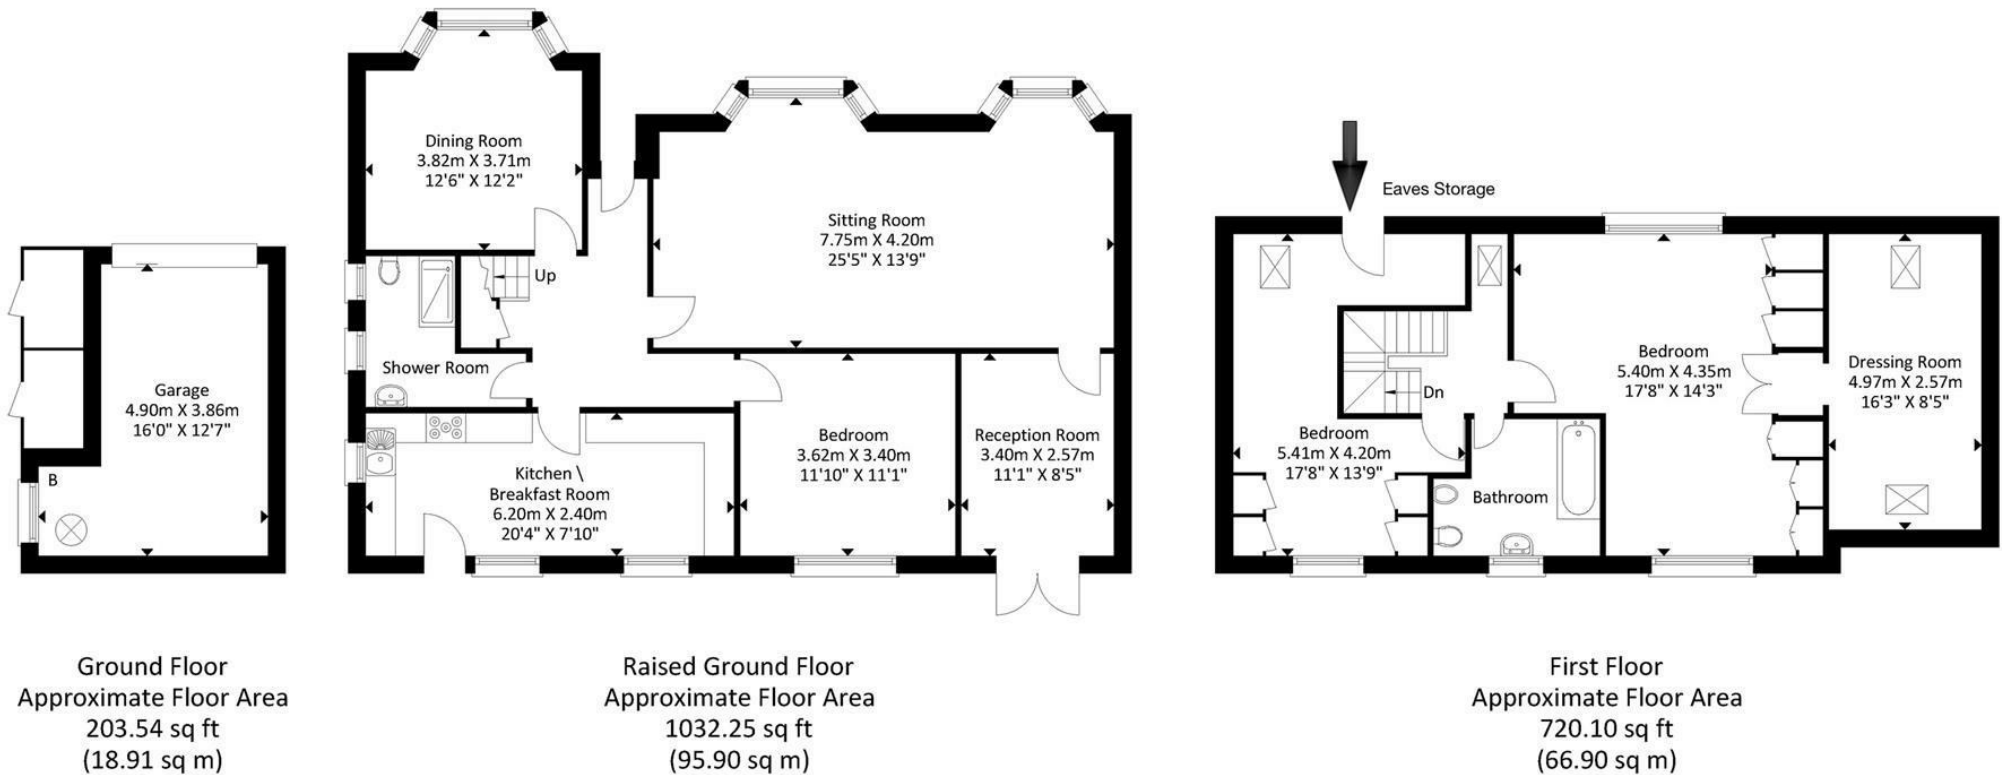 Garage
4.90m X 3.86m
16'0" X 12'7"
B
Ground Floor
Approximate Floor Area
203.54 sq ft
(18.91 sq m)
Dining Room
3.82m X 3.71m
12'6" X 12'2"
Sitting Room
7.75m X 4.20m
25'5" X 13'9"
Up
Shower Room
Kitchen \
Breakfast Room
6.20m X 2.40m
20'4" X 7'10"
Bedroom
3.62m X 3.40m
11'10" X 11'1"
Reception Room
3.40m X 2.57m
11'1" X 8'5"
Raised Ground Floor
Approximate Floor Area
1032.25 sq ft
(95.90 sq m)
Eaves Storage
Bedroom
5.40m X 4.35m
17'8" X 14'3"
Dressing Room
4.97m X 2.57m
16'3" X 8'5"
Dn
Bedroom
5.41m X 4.20m
17'8" X 13'9"
Bathroom
First Floor
Approximate Floor Area
720.10 sq ft
(66.90 sq m)